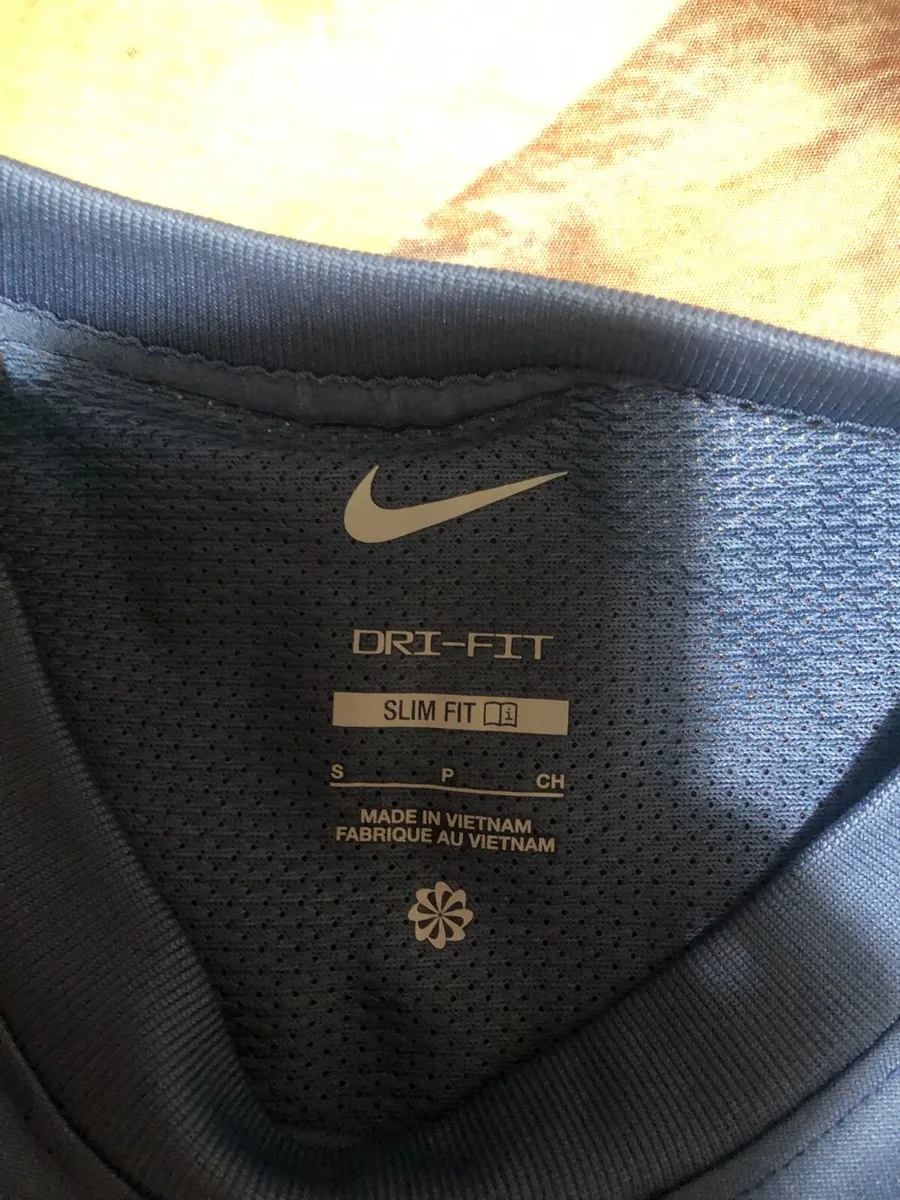 DRI-FIT
SLIM FIT
S P CH
MADE IN VIETNAM
FABRIQUE AU VIETNAM